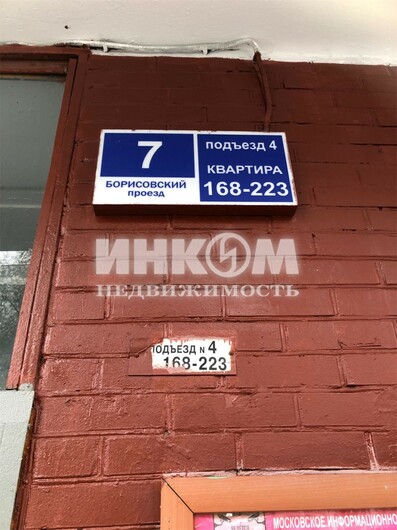 7
БОРИСОВСКИЙ
проезд
подъезд 4
КВАРТИРА
168-223
ИНКОМ
НЕДВИЖИМОСТЬ
ПОДЪЕЗД N 4
168-223
МОСКОВСКОЕ ИНФОРМАЦИОННО